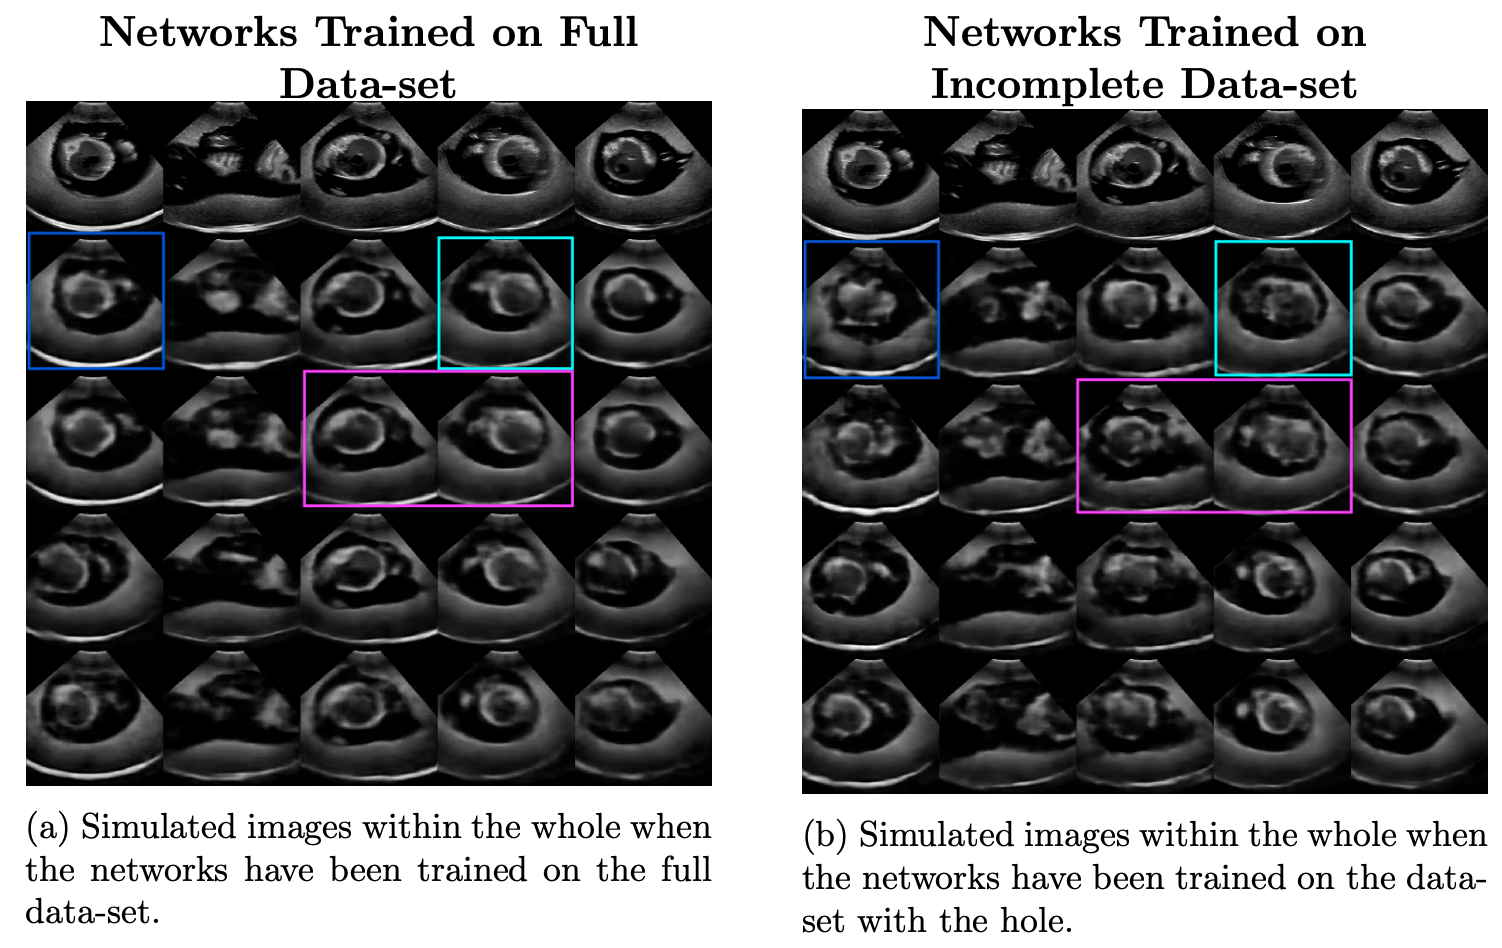 Networks Trained on Full
Data-set
(a) Simulated images within the whole when
the networks have been trained on the full
data-set.
Networks Trained on
Incomplete Data-set
(b) Simulated images within the whole when
the networks have been trained on the data-
set with the hole.